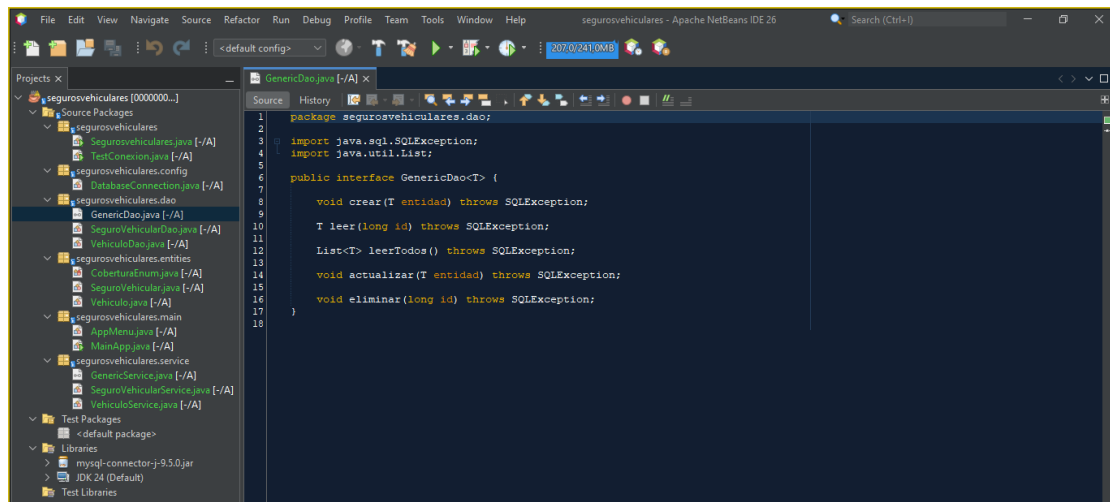 File Edit View Navigate Source Refactor Run Debug Profile Team Tools Window Help segurosvehiculares - Apache NetBeans IDE 26 Search (Ctrl+I)
<default config> 207,0/241,0MB
Projects
segurosvehiculares [0000000...]
Source Packages
segurosvehiculares
Segurosvehiculares.java [-/A]
TestConexion.java [-/A]
segurosvehiculares.config
DatabaseConnection.java [-/A]
segurosvehiculares.dao
GenericDao.java [-/A]
SeguroVehicularDao.java [-/A]
VehiculoDao.java [-/A]
segurosvehiculares.entities
CoberturaEnum.java [-/A]
SeguroVehicular.java [-/A]
Vehiculo.java [-/A]
segurosvehiculares.main
AppMenu.java [-/A]
MainApp.java [-/A]
segurosvehiculares.service
GenericService.java [-/A]
SeguroVehicularService.java [-/A]
VehiculoService.java [-/A]
Test Packages
<default package>
Libraries
mysql-connector-j-9.5.0.jar
JDK 24 (Default)
Test Libraries
GenericDao.java [-/A]
Source History
1 package segurosvehiculares.dao;
2
3 import java.sql.SQLException;
4 import java.util.List;
5
6 public interface GenericDao<T> {
7
8 void crear(T entidad) throws SQLException;
9
10 T leer(long id) throws SQLException;
11
12 List<T> leerTodos() throws SQLException;
13
14 void actualizar(T entidad) throws SQLException;
15
16 void eliminar(long id) throws SQLException;
17 }
18